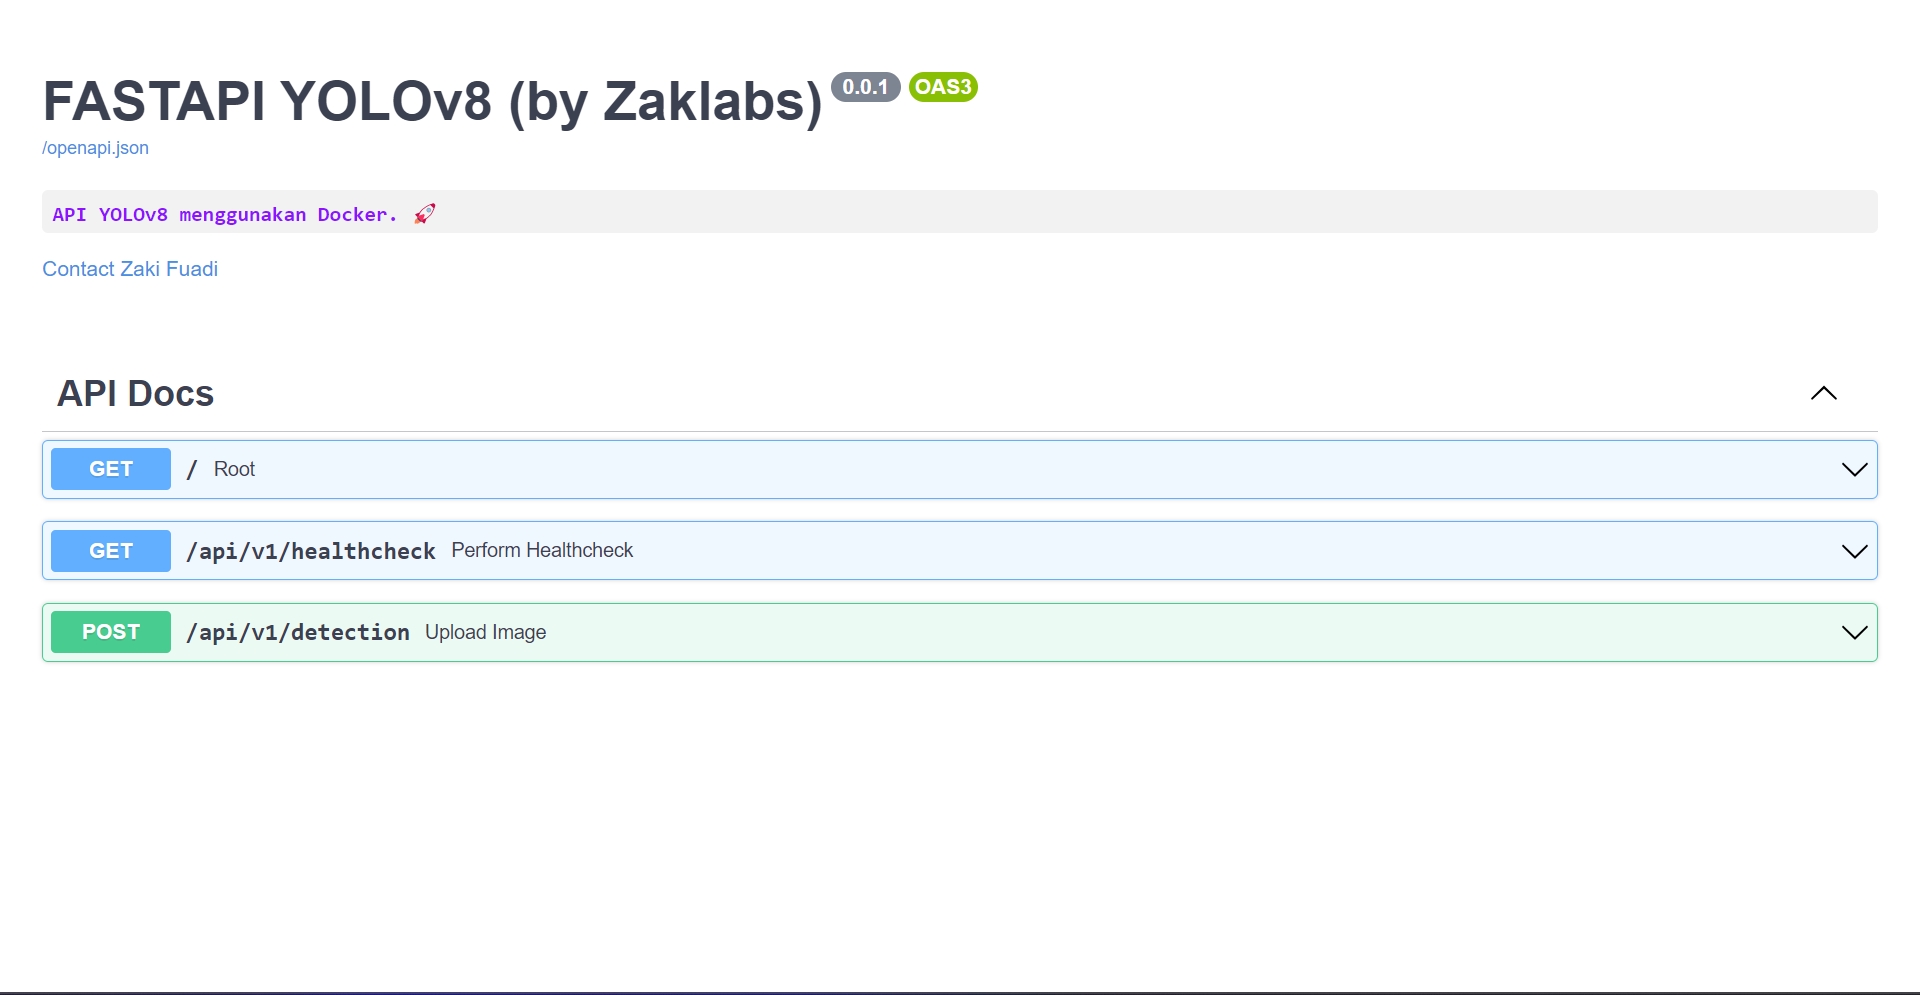 FASTAPI YOLOv8 (by Zaklabs) 0.0.1 OAS3
/openapi.json
API YOLOv8 menggunakan Docker. 🚀
Contact Zaki Fuadi
API Docs
GET / Root
GET /api/v1/healthcheck Perform Healthcheck
POST /api/v1/detection Upload Image